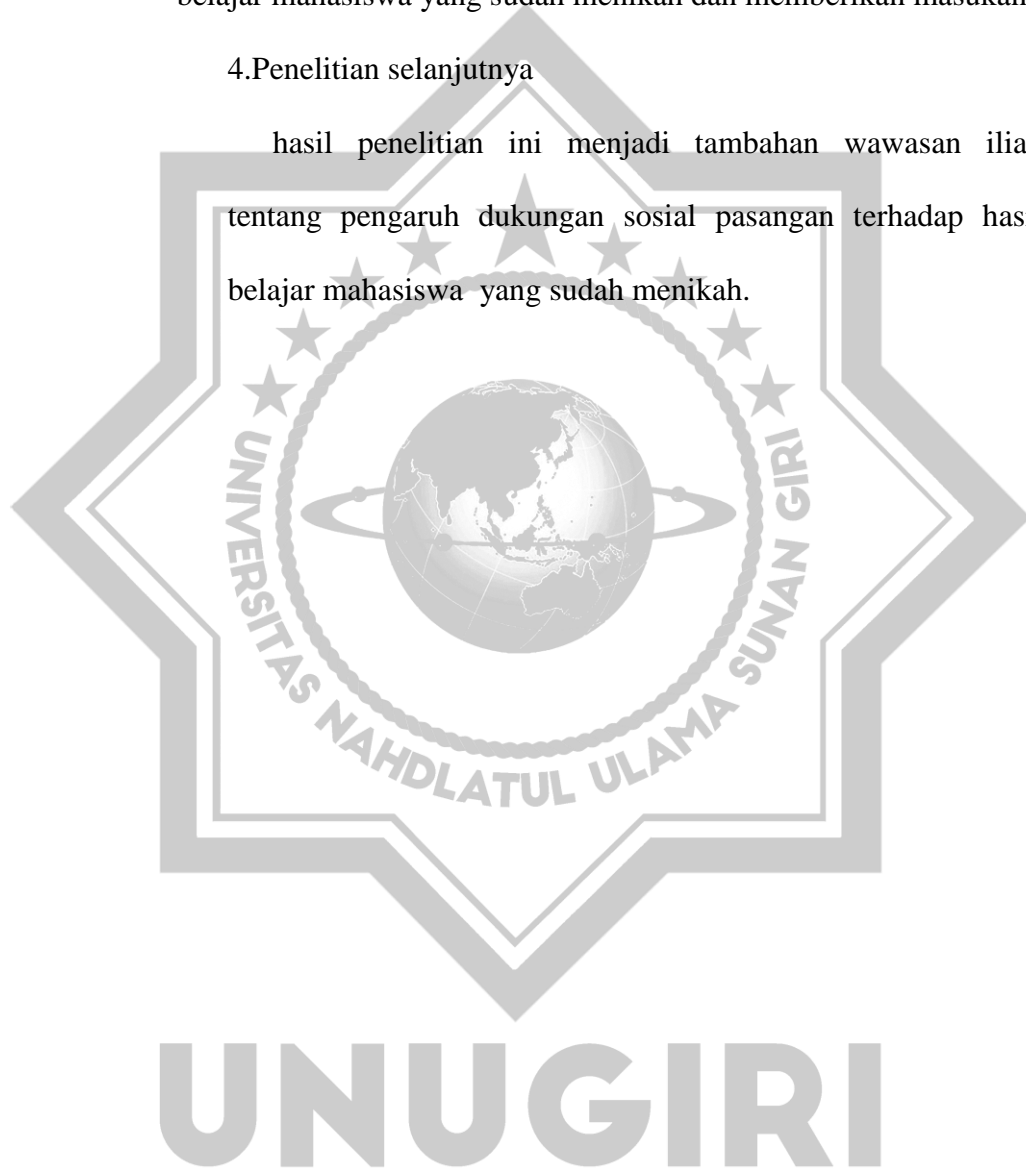 belajar mahasiswa yang sudah menikah dan memberikan masukan
4.Penelitian selanjutnya
hasil penelitian ini menjadi tambahan wawasan ilia
tentang pengaruh dukungan sosial pasangan terhadap has
belajar mahasiswa yang sudah menikah.
UNIVERSITAS NAHDLATUL ULAMA SUNAN GIRI
UNUGIRI